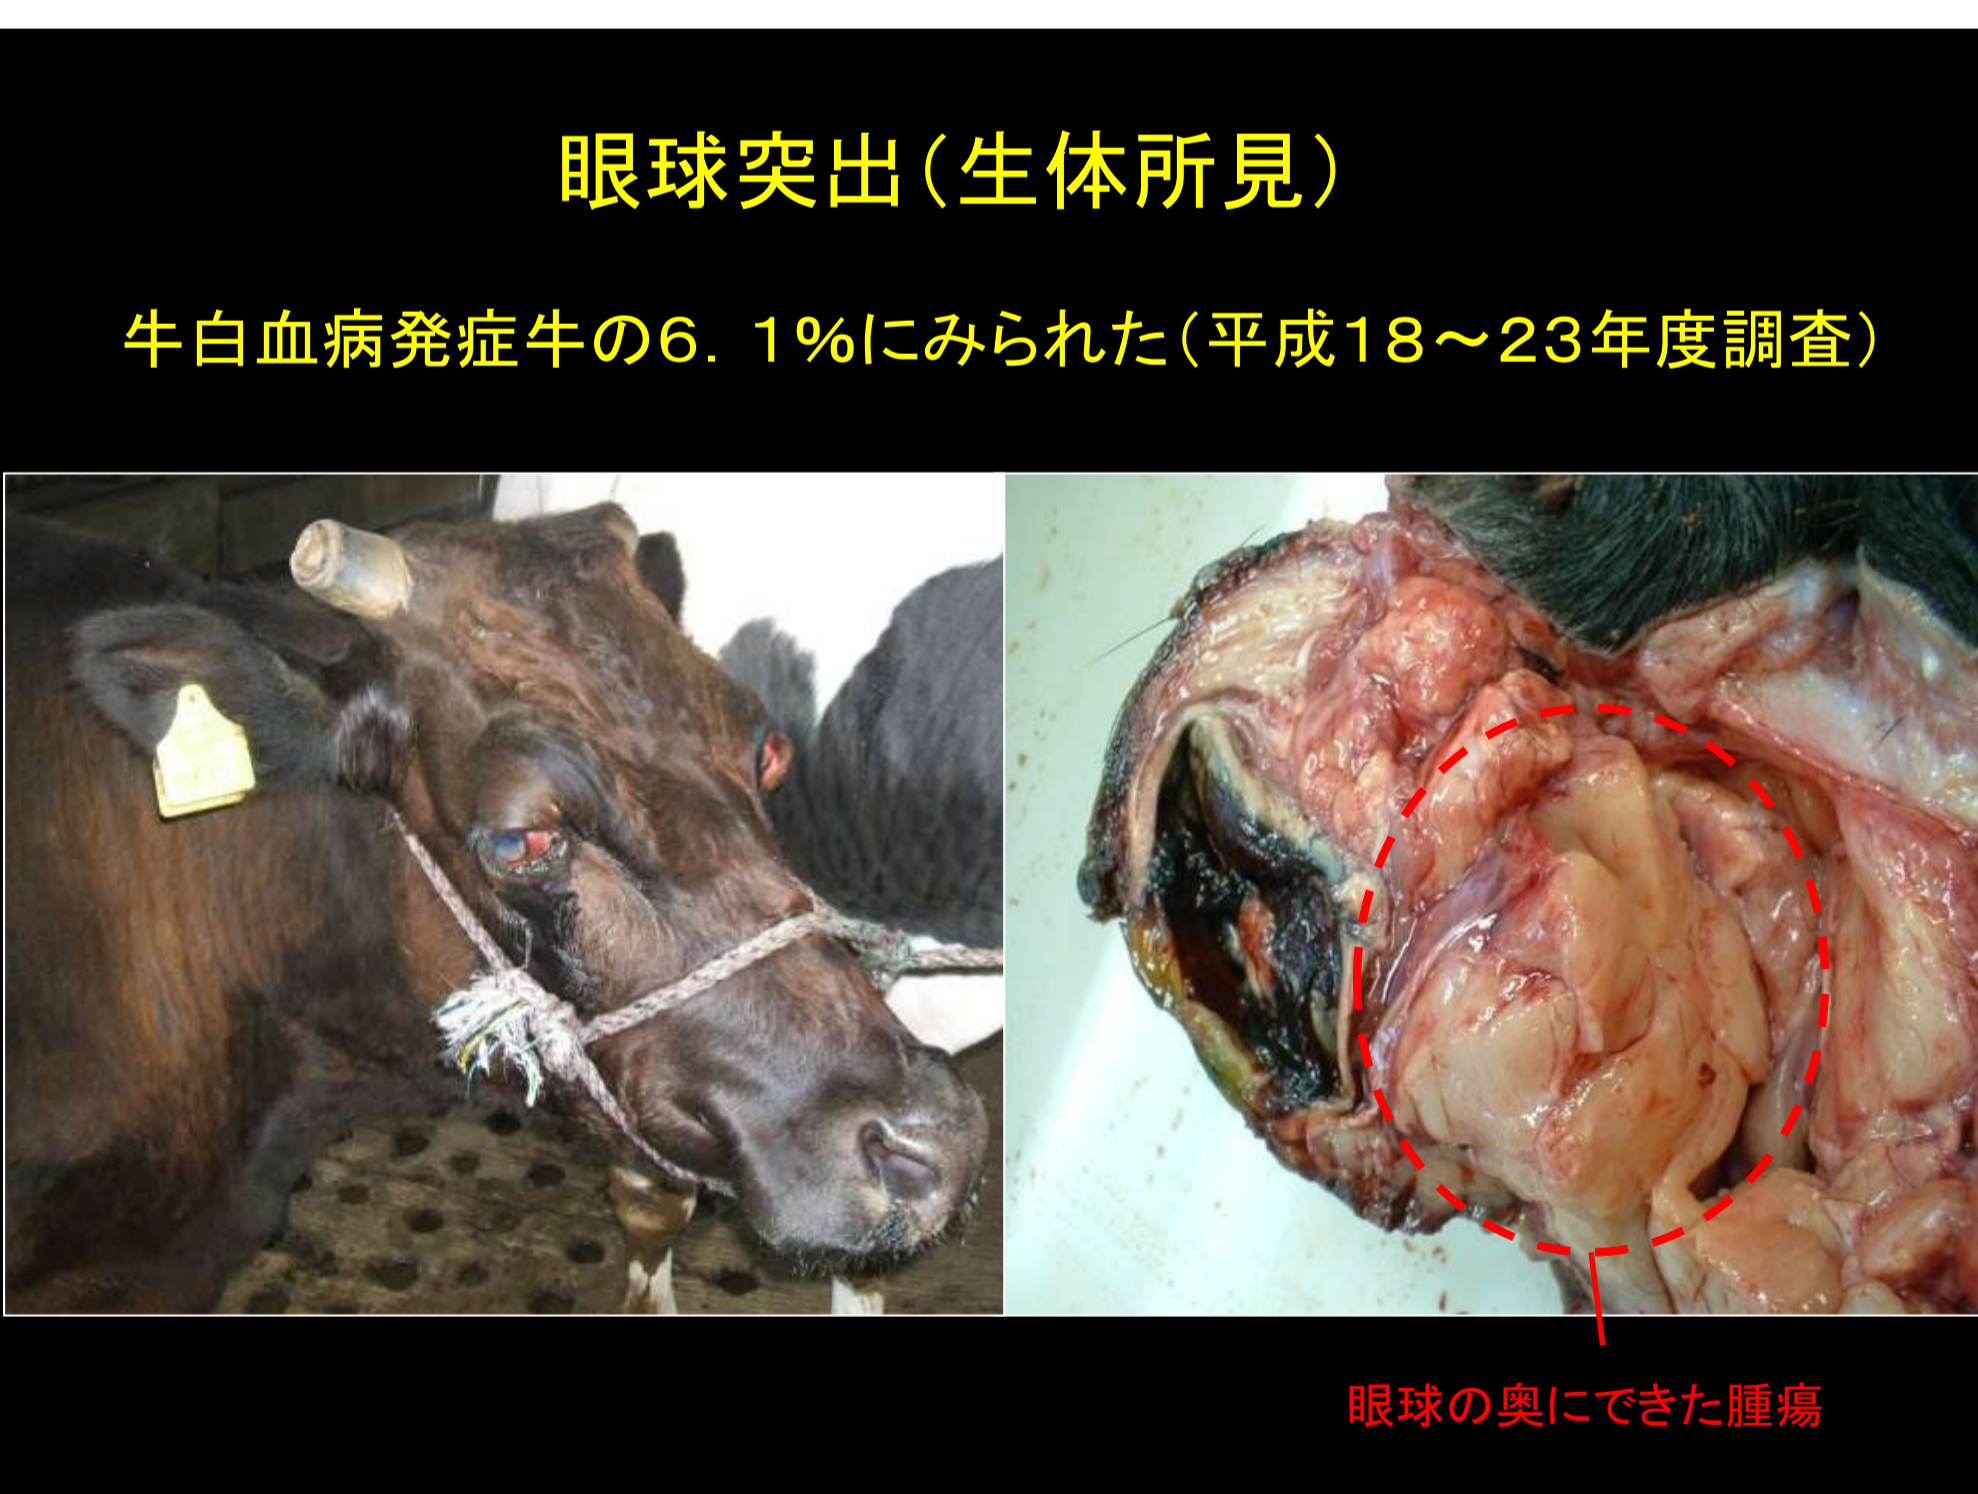 眼球突出（生体所見）
牛白血病発症牛の６．１％にみられた（平成１８～２３年度調査）
眼球の奥にできた腫瘍